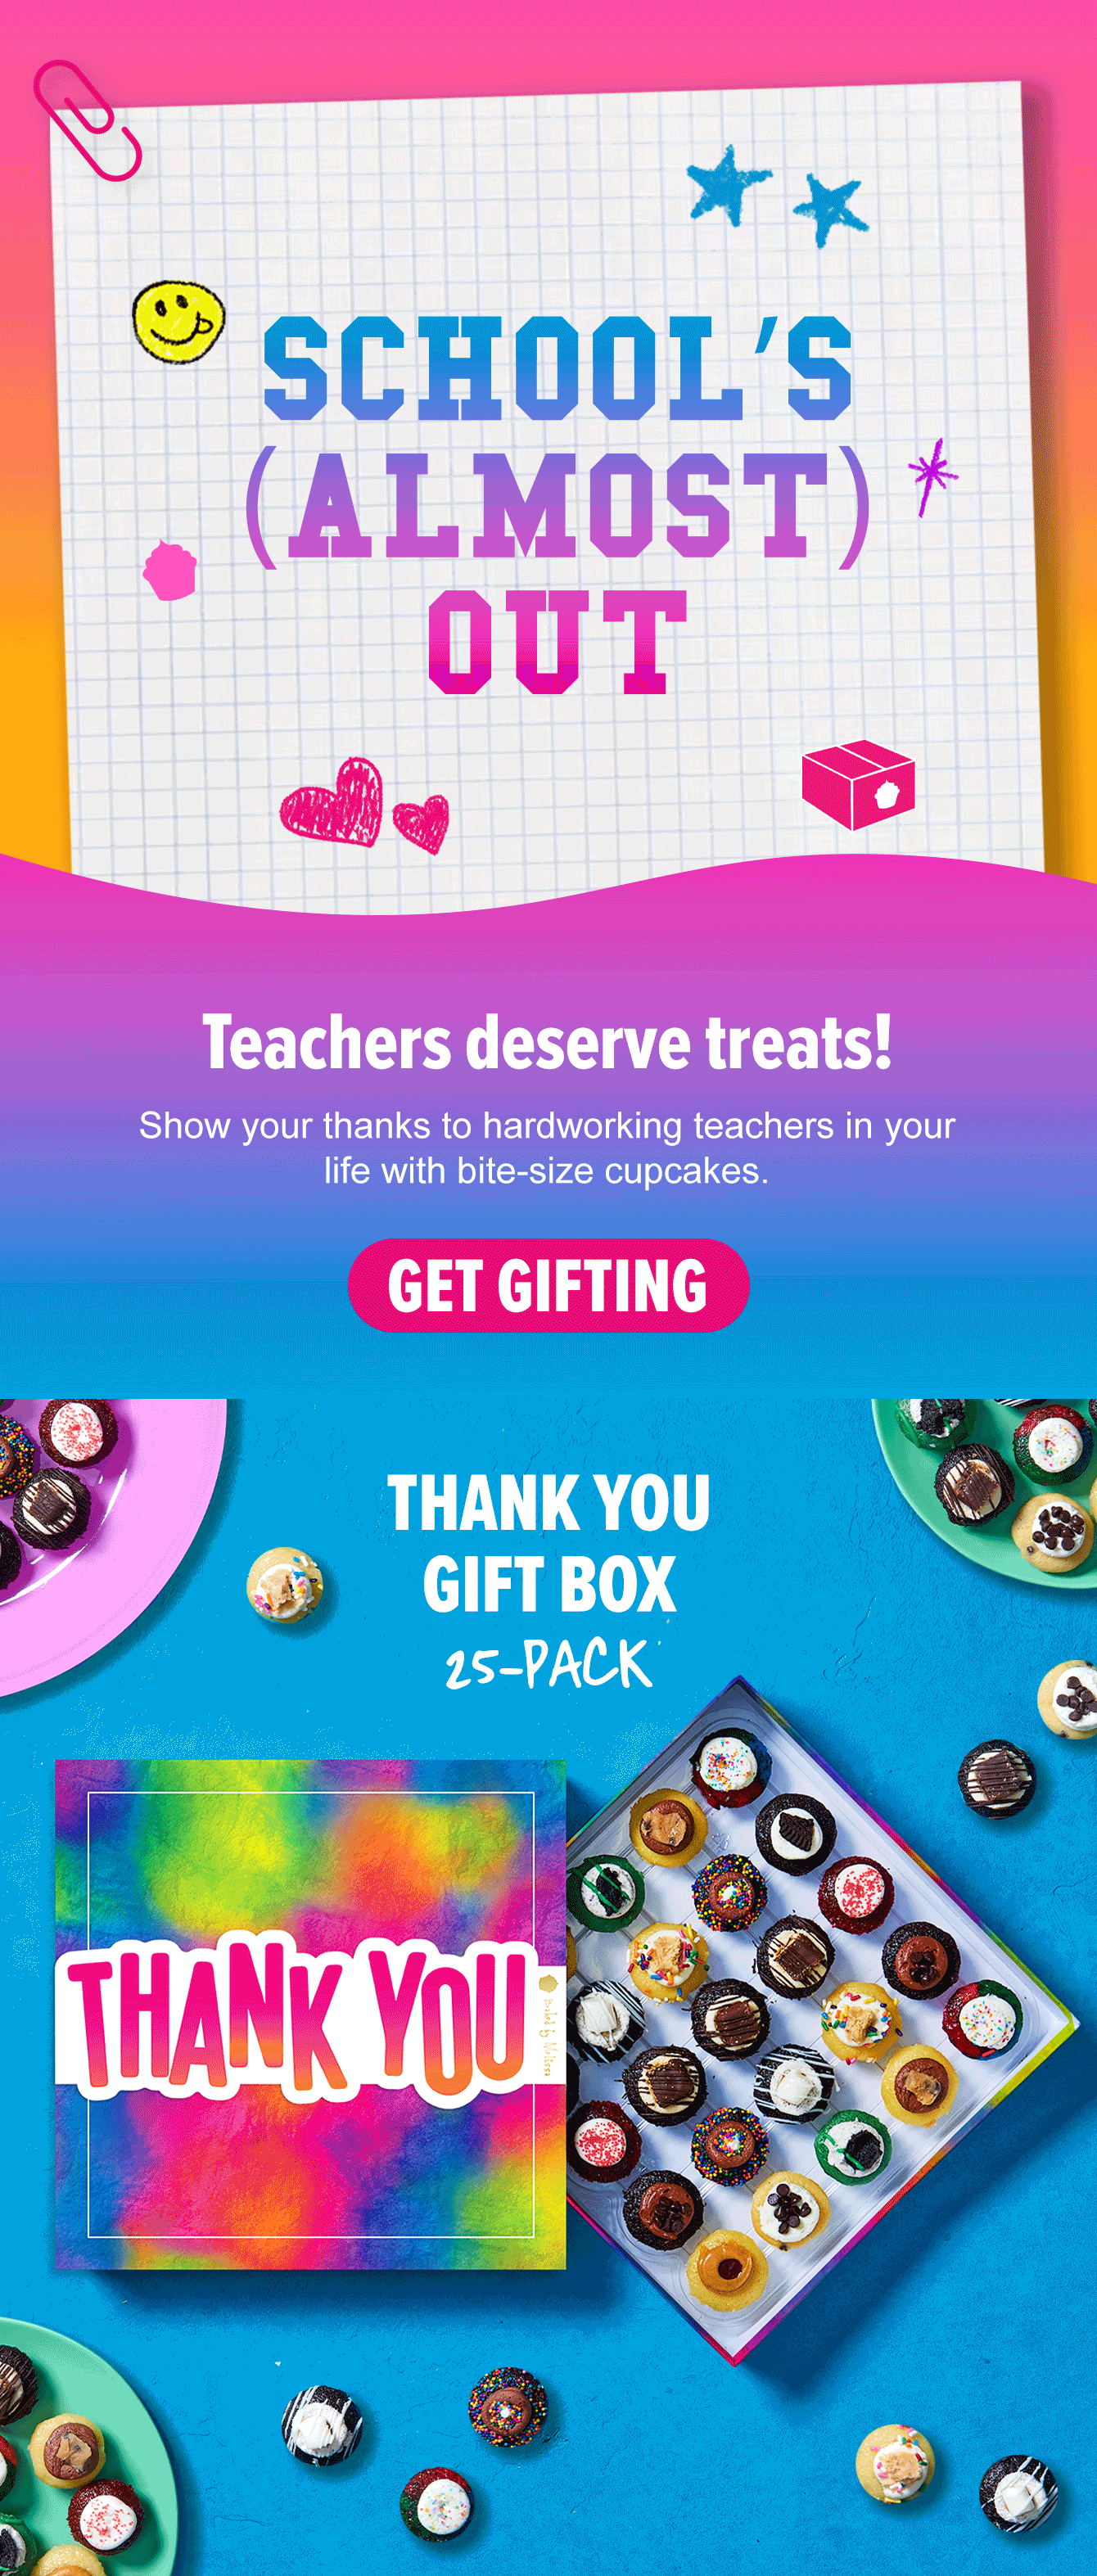 SCHOOL'S
(ALMOST)
OUT
Teachers deserve treats!
Show your thanks to hardworking teachers in your
life with bite-size cupcakes.
GET GIFTING
THANK YOU
GIFT BOX
25-PACK
THANK YOU
baked by Melissa